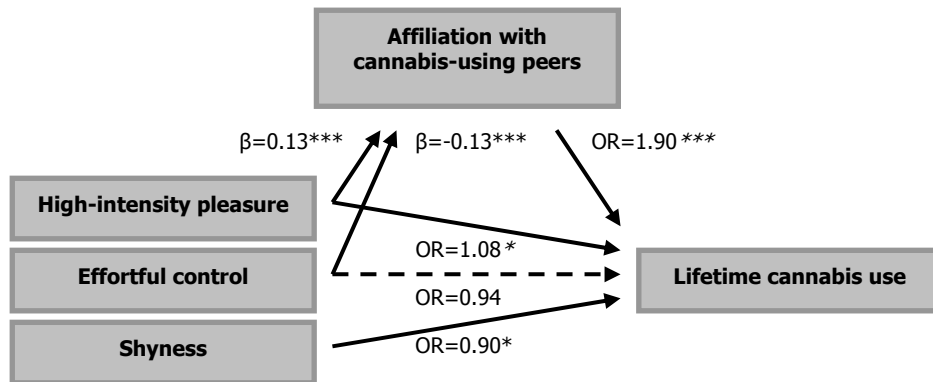 Affiliation with
cannabis-using peers
β=0.13***
β=-0.13***
OR=1.90***
High-intensity pleasure
OR=1.08*
Effortful control
Lifetime cannabis use
OR=0.94
Shyness
OR=0.90*